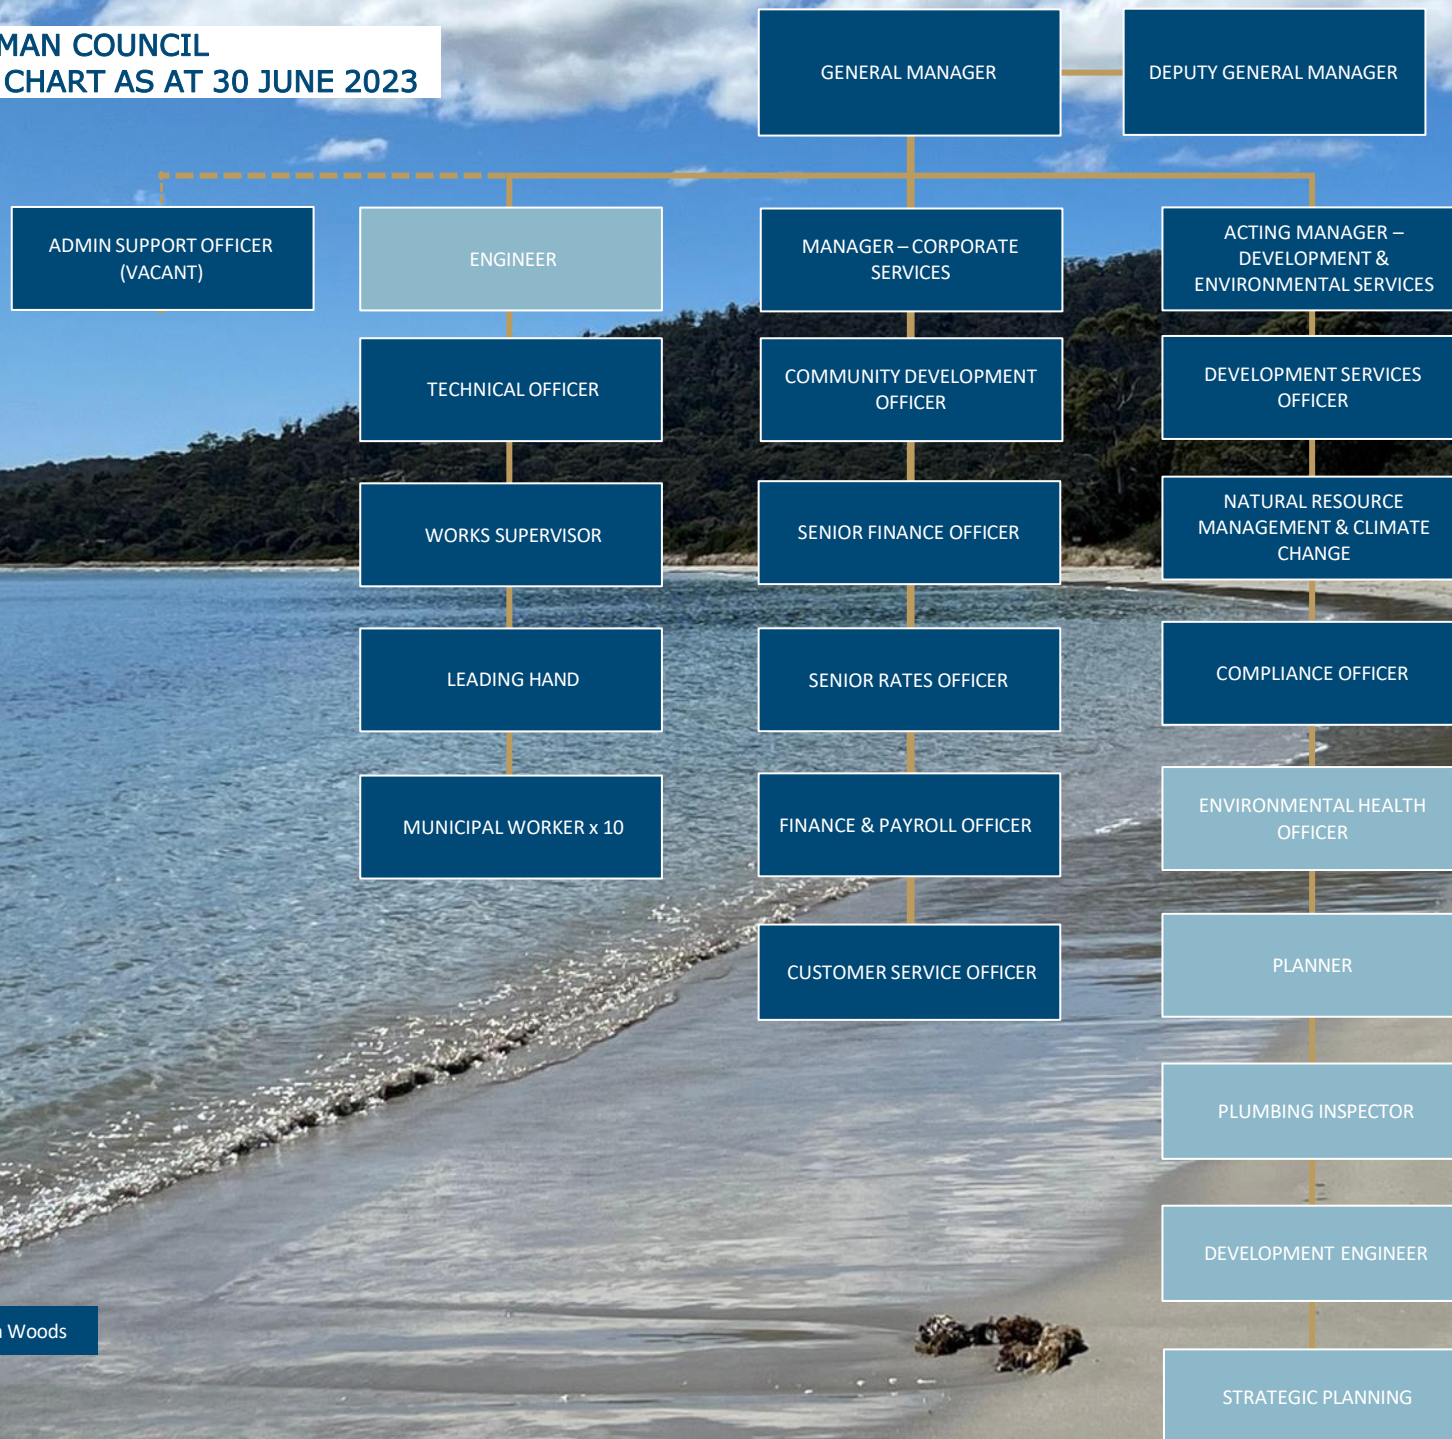 COUNCIL
CHART AS AT 30 JUNE 2023
GENERAL MANAGER
DEPUTY GENERAL MANAGER
ADMIN SUPPORT OFFICER
(VACANT)
ENGINEER
MANAGER – CORPORATE
SERVICES
ACTING MANAGER –
DEVELOPMENT &
ENVIRONMENTAL SERVICES
TECHNICAL OFFICER
COMMUNITY DEVELOPMENT
OFFICER
DEVELOPMENT SERVICES
OFFICER
WORKS SUPERVISOR
SENIOR FINANCE OFFICER
NATURAL RESOURCE
MANAGEMENT & CLIMATE
CHANGE
LEADING HAND
SENIOR RATES OFFICER
COMPLIANCE OFFICER
MUNICIPAL WORKER x 10
FINANCE & PAYROLL OFFICER
ENVIRONMENTAL HEALTH
OFFICER
CUSTOMER SERVICE OFFICER
PLANNER
PLUMBING INSPECTOR
DEVELOPMENT ENGINEER
Woods
STRATEGIC PLANNING